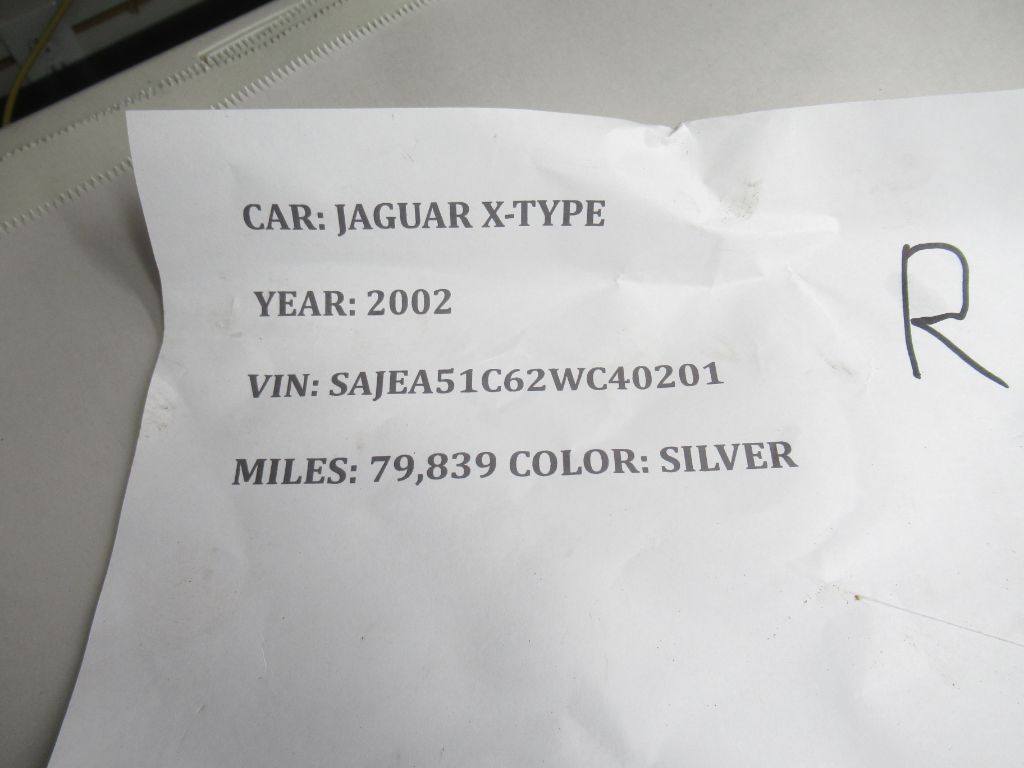 CAR: JAGUAR X-TYPE
R
YEAR: 2002
VIN: SAJEA51C62WC40201
MILES: 79,839 COLOR: SILVER